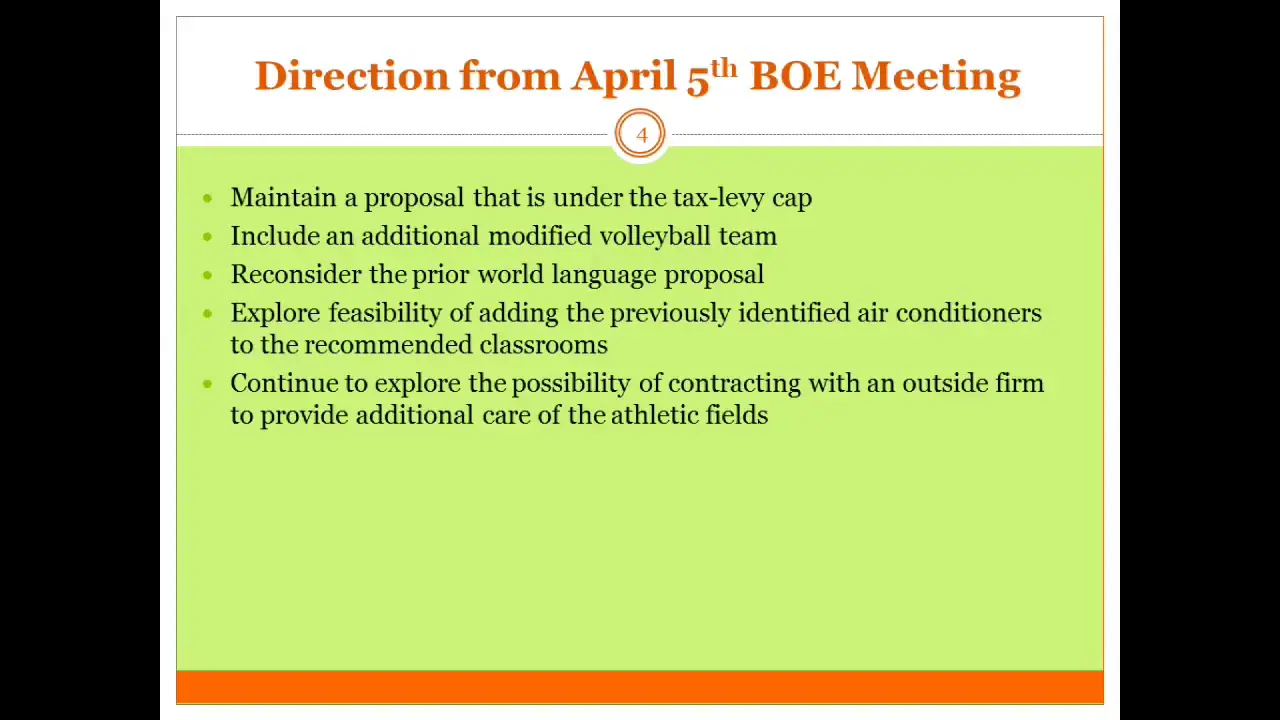 Direction from April 5th BOE Meeting
4
Maintain a proposal that is under the tax-levy cap
Include an additional modified volleyball team
Reconsider the prior world language proposal
Explore feasibility of adding the previously identified air conditioners
to the recommended classrooms
Continue to explore the possibility of contracting with an outside firm
to provide additional care of the athletic fields